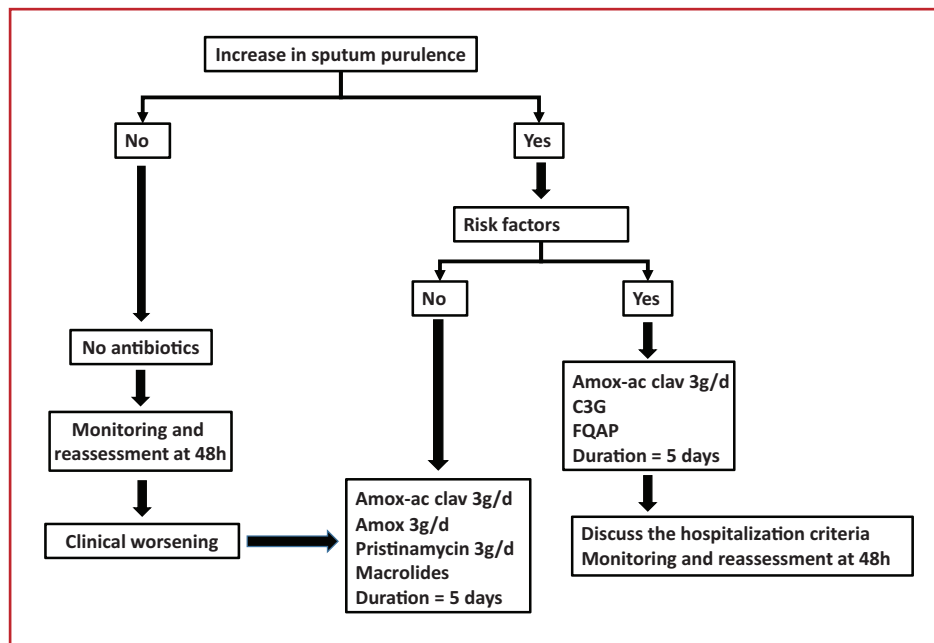 Increase in sputum purulence
No
Yes
Risk factors
No
Yes
No antibiotics
Monitoring and
reassessment at 48h
Clinical worsening
Amox-ac clav 3g/d
Amox 3g/d
Pristinamycin 3g/d
Macrolides
Duration = 5 days
Amox-ac clav 3g/d
C3G
FQAP
Duration = 5 days
Discuss the hospitalization criteria
Monitoring and reassessment at 48h